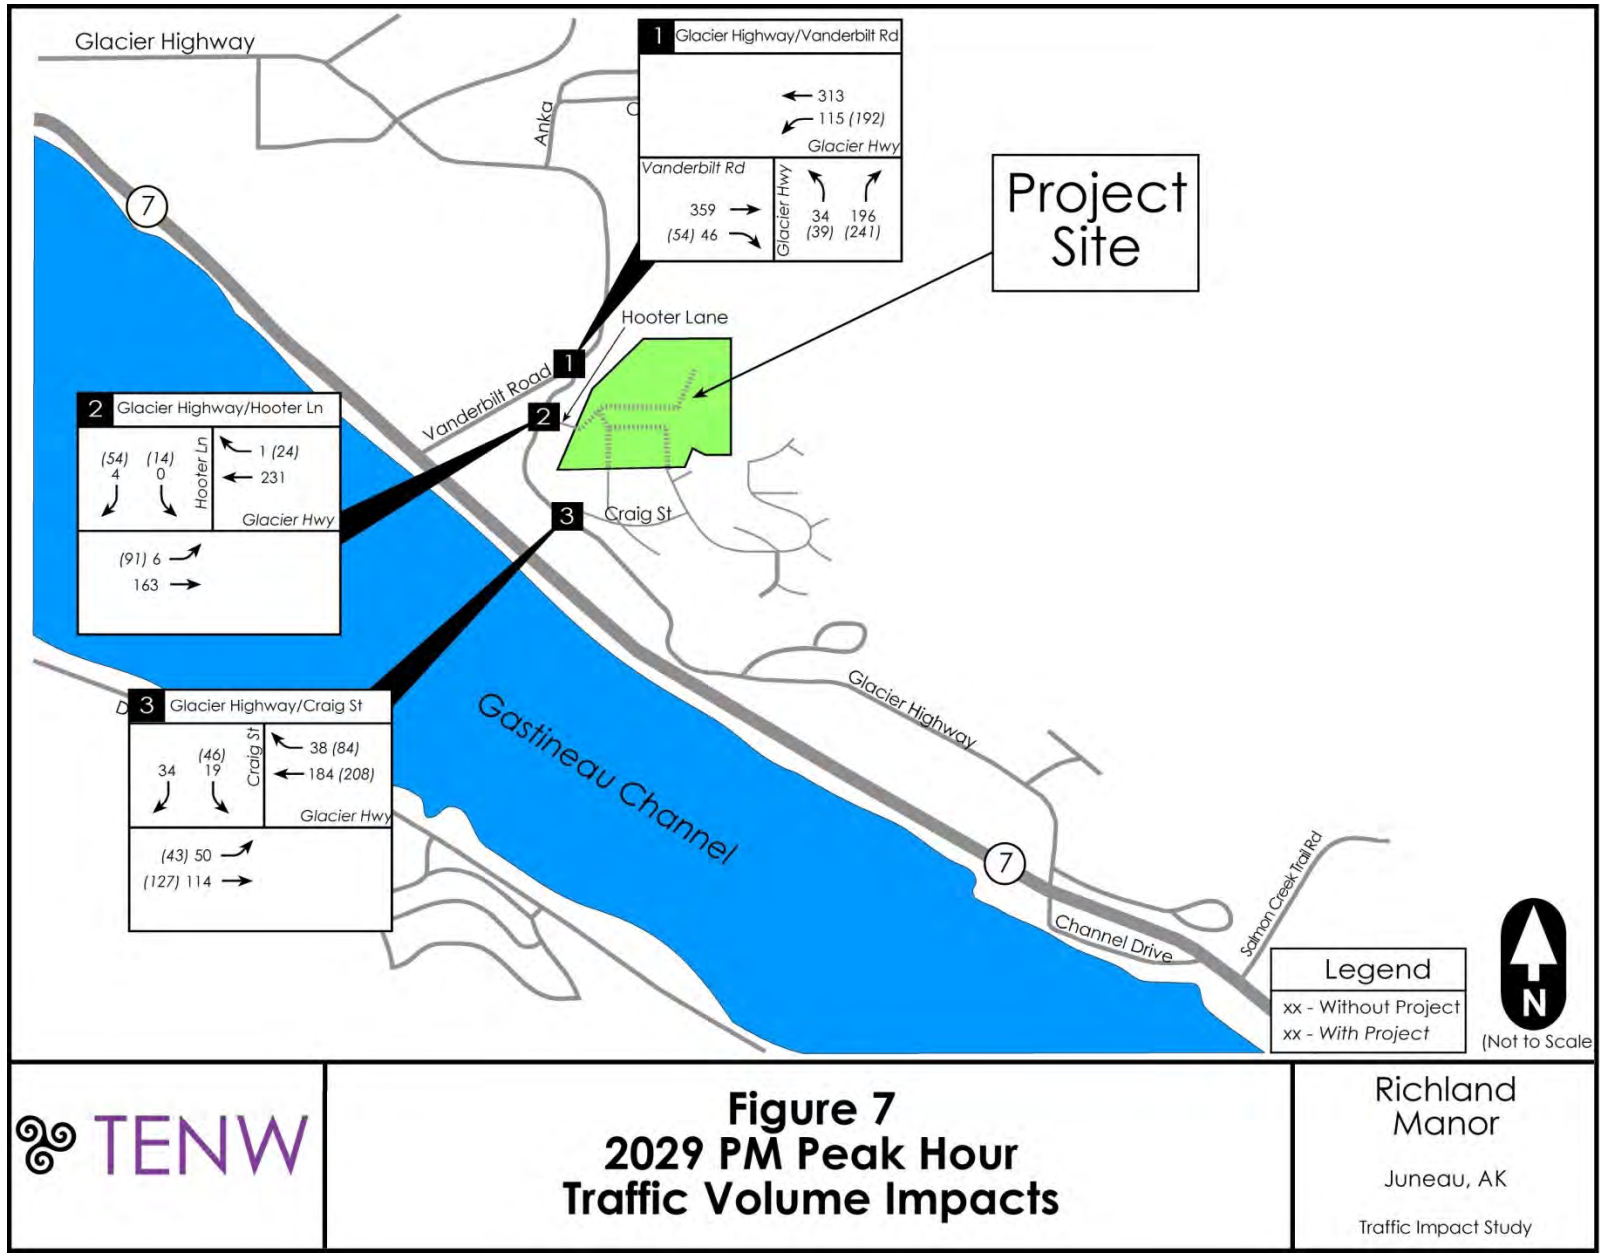 Glacier Highway
7
Anka
C
1 Glacier Highway/Vanderbilt Rd
313
115 (192)
Glacier Hwy
Vanderbilt Rd
359
(54) 46
Glacier Hwy
34 196
(39) (241)
Project
Site
Hooter Lane
1
Vanderbilt Road
2
2 Glacier Highway/Hooter Ln
(54) (14)
4 0
Hooter Ln
1 (24)
231
Glacier Hwy
(91) 6
163
3
Craig St
D
3 Glacier Highway/Craig St
(46)
34 19
Craig St
38 (84)
184 (208)
Glacier Hwy
(43) 50
(127) 114
Gastineau Channel
Glacier Highway
7
Channel Drive
Salmon Creek Trail Rd
Legend
xx - Without Project
xx - With Project
N
(Not to Scale
TENW
Figure 7
2029 PM Peak Hour
Traffic Volume Impacts
Richland
Manor
Juneau, AK
Traffic Impact Study